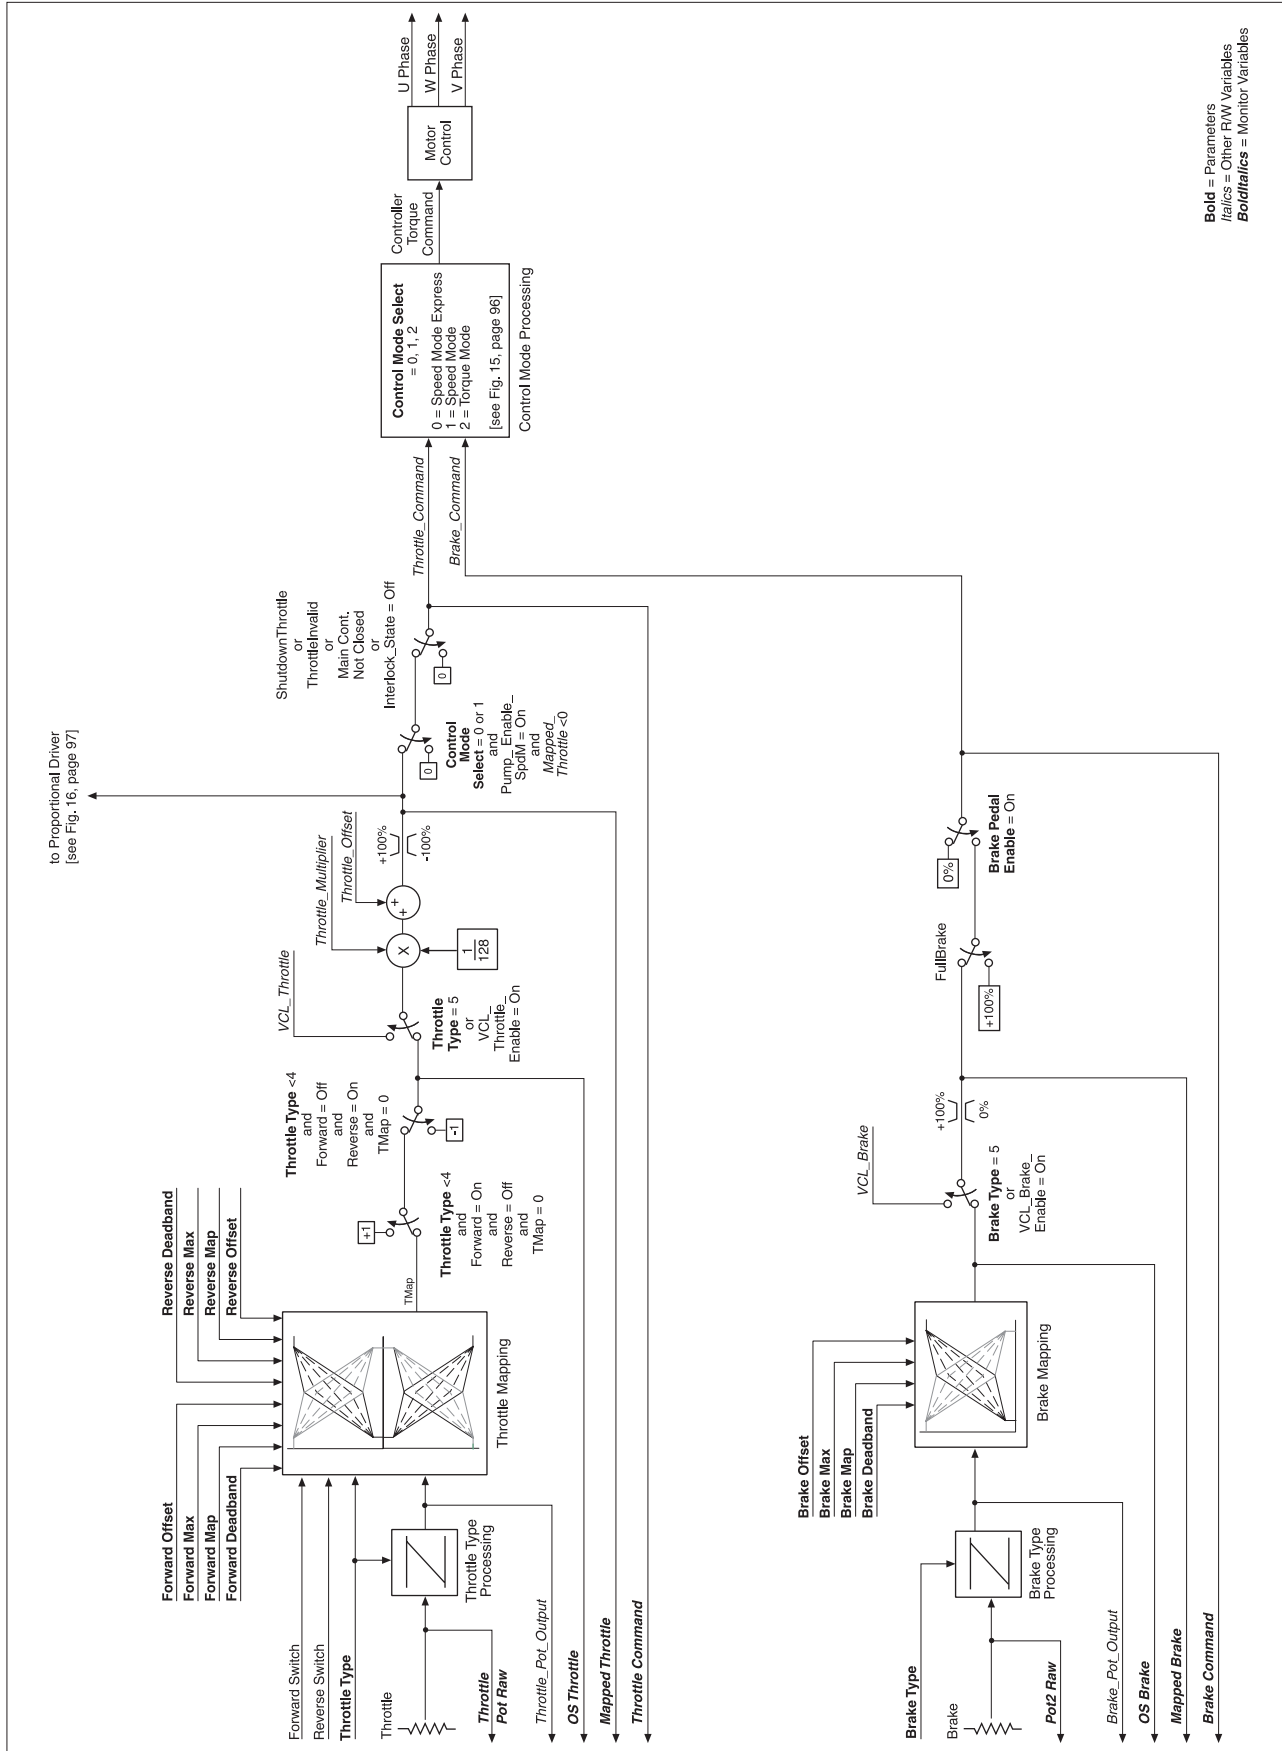 Forward Offset
Forward Max
Forward Map
Forward Deadband
Reverse Deadband
Reverse Max
Reverse Map
Reverse Offset
to Proportional Driver
[see Fig. 16, page 97]
Forward Switch
Reverse Switch
Throttle Type
Throttle
Throttle Type
Processing
Throttle Mapping
TMap
+1
Throttle Type <4
and
Forward = On
and
Reverse = Off
and
TMap = 0
Throttle Type <4
and
Forward = Off
and
Reverse = On
and
TMap = 0
-1
VCL_Throttle
Throttle
Type = 5
or
VCL_
Throttle_
Enable = On
Throttle_Multiplier
X
1
128
Throttle_Offset
+
+
+100%
-100%
0
Control
Mode
Select = 0 or 1
and
Pump_Enable_
SpdM = On
and
Mapped_
Throttle <0
ShutdownThrottle
or
ThrottleInvalid
or
Main Cont.
Not Closed
or
Interlock_State = Off
0
Throttle_Command
Brake_Command
Control Mode Select
= 0, 1, 2
0 = Speed Mode Express
1 = Speed Mode
2 = Torque Mode
[see Fig. 15, page 96]
Control Mode Processing
Controller
Torque
Command
Motor
Control
U Phase
W Phase
V Phase
Throttle
Pot Raw
Throttle_Pot_Output
OS Throttle
Mapped Throttle
Throttle Command
Brake Offset
Brake Max
Brake Map
Brake Deadband
Brake Type
Brake
Brake Type
Processing
Brake Mapping
VCL_Brake
Brake Type = 5
or
VCL_Brake_
Enable = On
+100%
0%
FullBrake
+100%
0%
Brake Pedal
Enable = On
Pot2 Raw
Brake_Pot_Output
OS Brake
Mapped Brake
Brake Command
Bold = Parameters
Italics = Other R/W Variables
BoldItalics = Monitor Variables